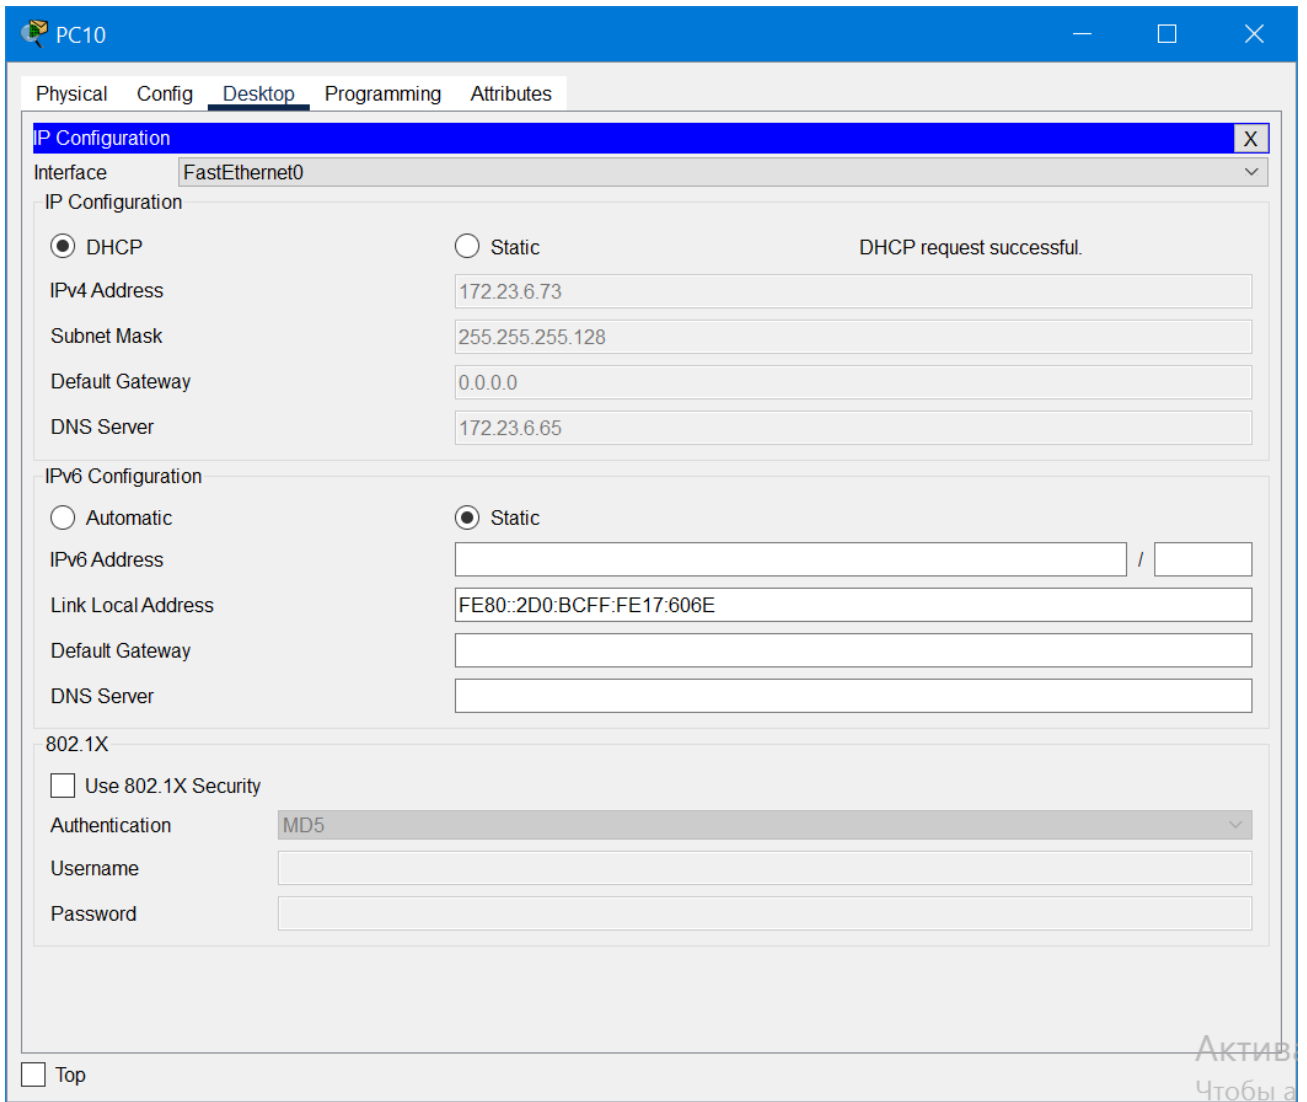 PC10
Physical Config Desktop Programming Attributes
IP Configuration X
Interface FastEthernet0
IP Configuration
DHCP Static DHCP request successful.
IPv4 Address 172.23.6.73
Subnet Mask 255.255.255.128
Default Gateway 0.0.0.0
DNS Server 172.23.6.65
IPv6 Configuration
Automatic Static
IPv6 Address /
Link Local Address FE80::2D0:BCFF:FE17:606E
Default Gateway
DNS Server
802.1X
Use 802.1X Security
Authentication MD5
Username
Password
Актива
Top
Чтобы а